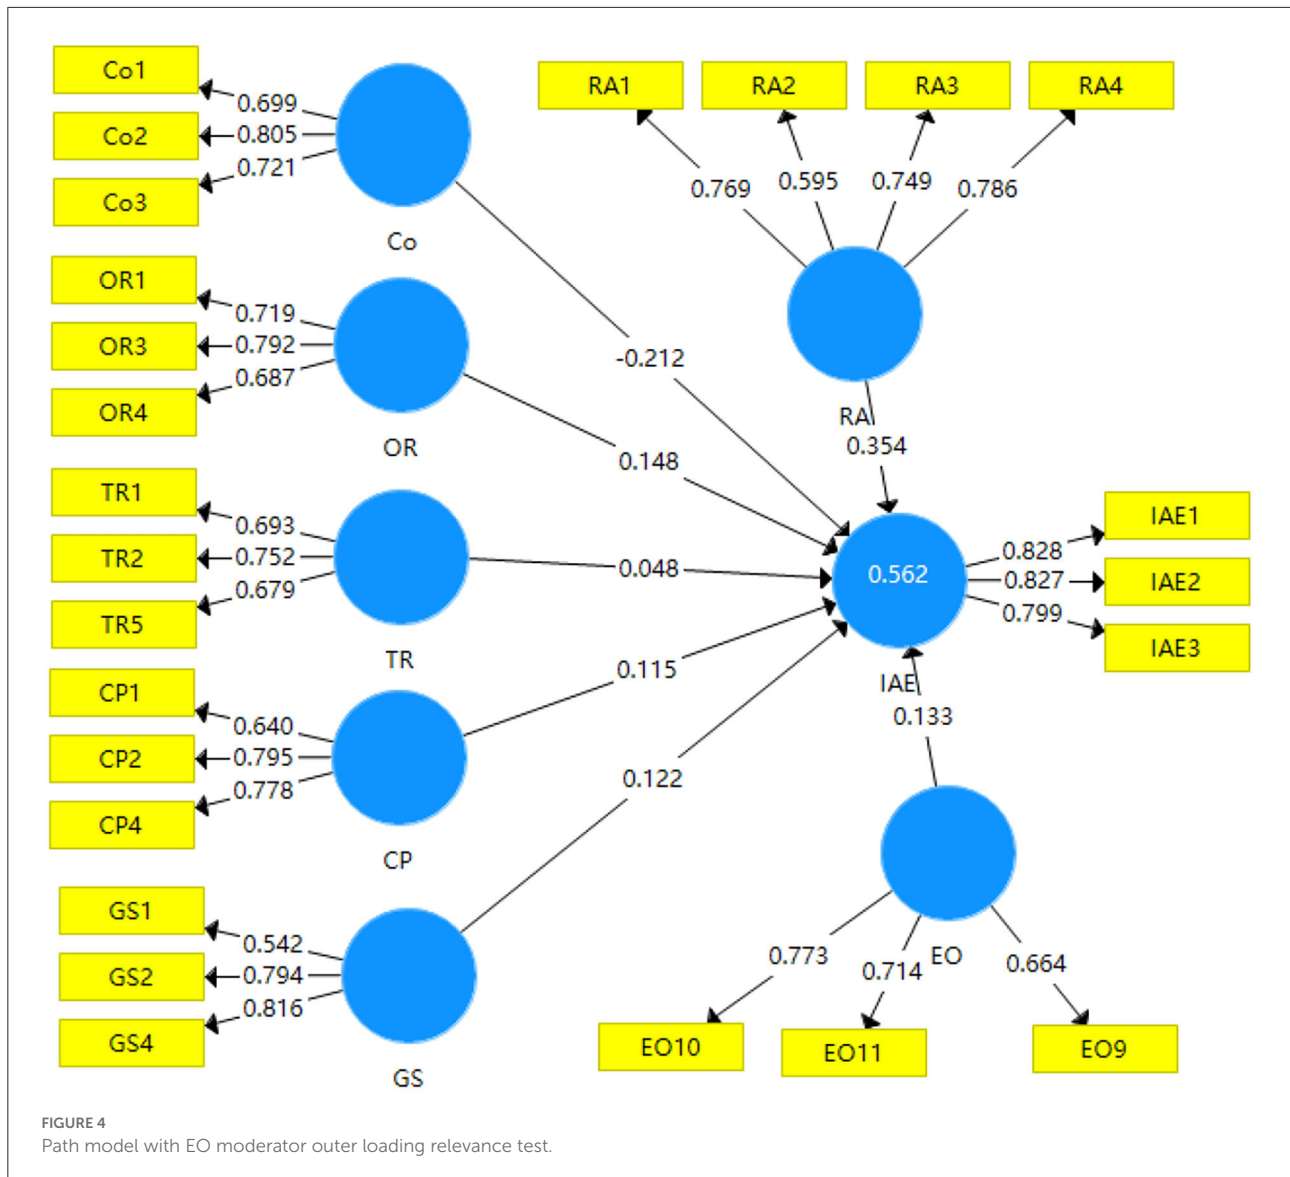 Co1
0.699
Co2
0.805
Co3
0.721
Co
OR1
0.719
OR3
0.792
OR4
0.687
OR
TR1
0.693
TR2
0.752
TR5
0.679
TR
CP1
0.640
CP2
0.795
CP4
0.778
CP
GS1
0.542
GS2
0.794
GS4
0.816
GS
RA1
RA2
RA3
RA4
0.769
0.595
0.749
0.786
RA
0.354
-0.212
0.148
0.048
0.115
0.122
0.562
IAE
0.828
IAE1
0.827
IAE2
0.799
IAE3
0.133
EO
0.773
0.714
0.664
EO10
EO11
EO9
FIGURE 4
Path model with EO moderator outer loading relevance test.